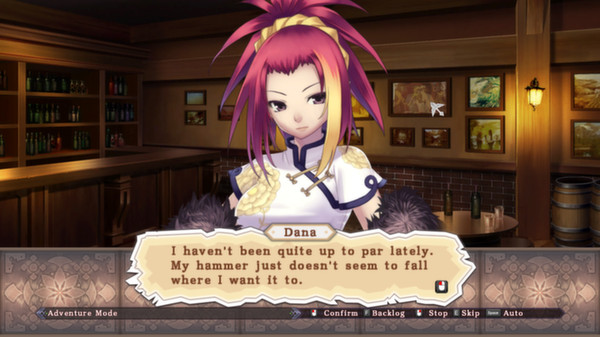 Dana
I haven't been quite up to par lately.
My hammer just doesn't seem to fall
where I want it to.
Adventure Mode
Confirm F Backlog Stop E Skip Space Auto